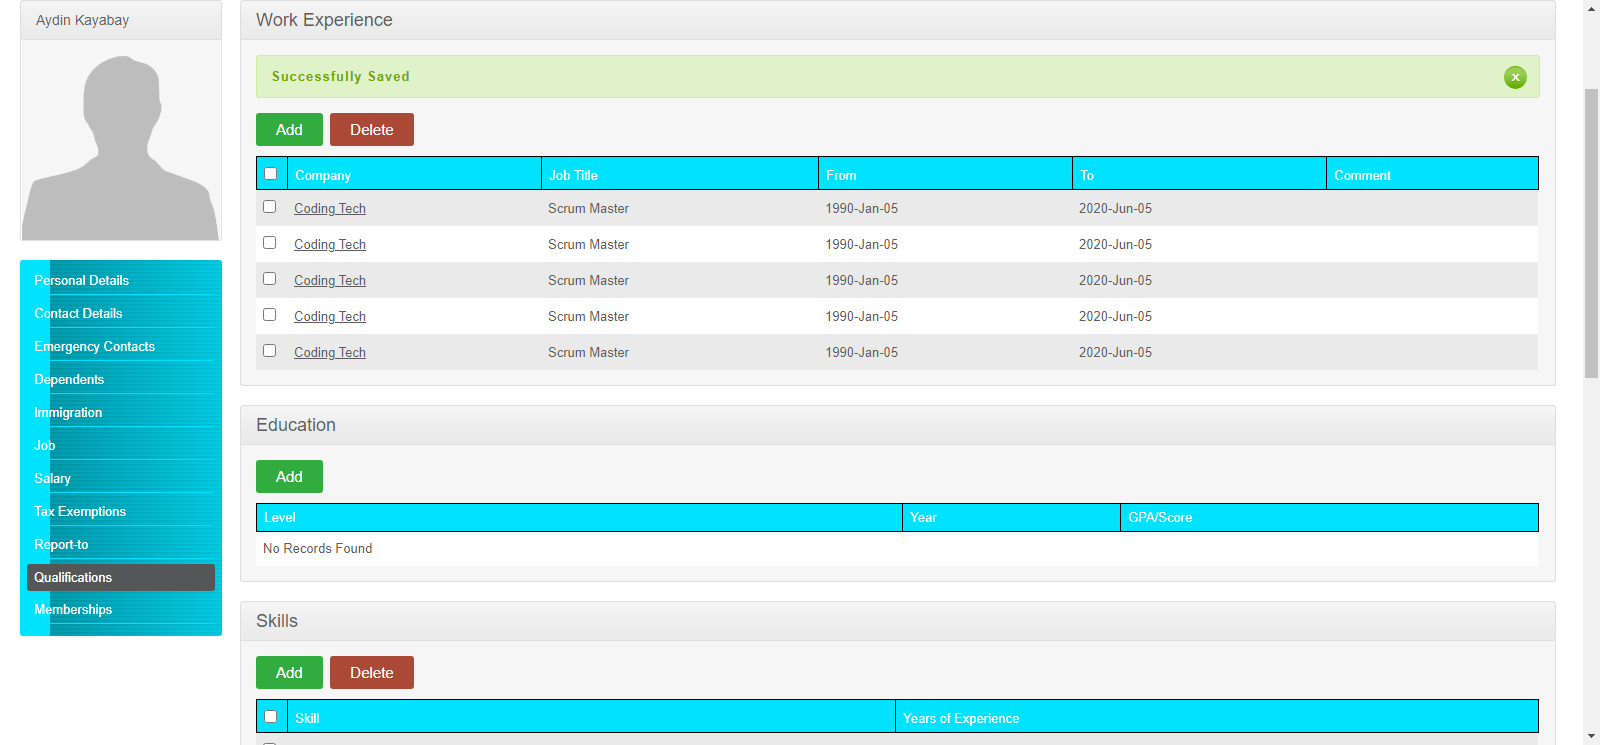 Aydin Kayabay
Personal Details
Contact Details
Emergency Contacts
Dependents
Immigration
Job
Salary
Tax Exemptions
Report-to
Qualifications
Memberships
Work Experience
Successfully Saved
x
Add Delete
Company Job Title From To Comment
Coding Tech Scrum Master 1990-Jan-05 2020-Jun-05
Coding Tech Scrum Master 1990-Jan-05 2020-Jun-05
Coding Tech Scrum Master 1990-Jan-05 2020-Jun-05
Coding Tech Scrum Master 1990-Jan-05 2020-Jun-05
Coding Tech Scrum Master 1990-Jan-05 2020-Jun-05
Education
Add
Level Year GPA/Score
No Records Found
Skills
Add Delete
Skill Years of Experience